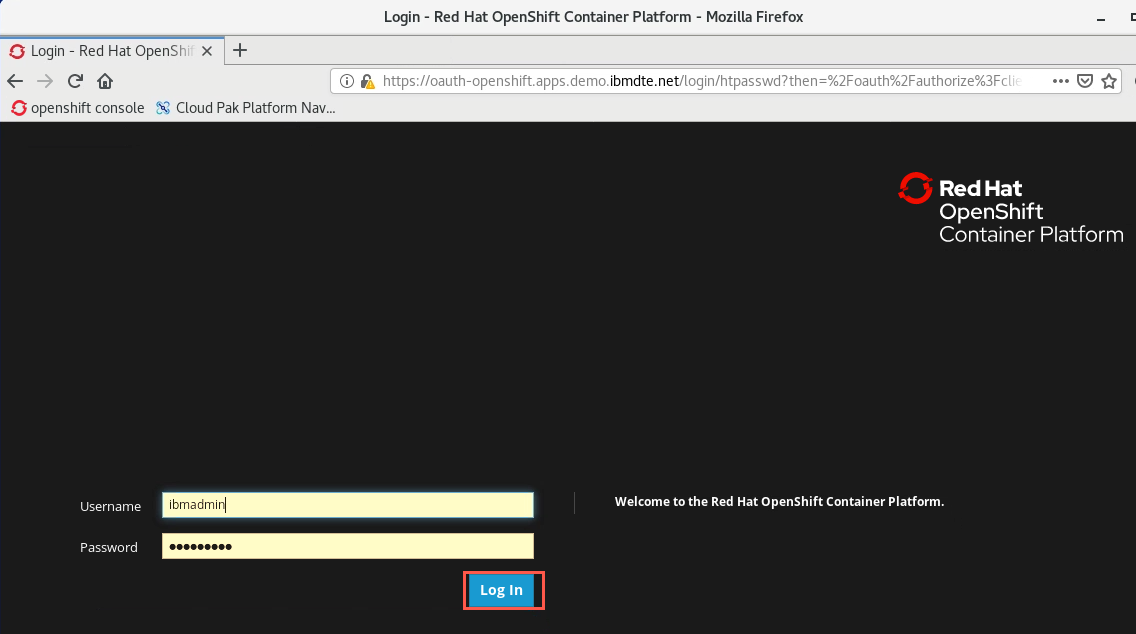 Login - Red Hat OpenShift Container Platform - Mozilla Firefox
Login - Red Hat OpenShif
https://oauth-openshift.apps.demo.ibmdte.net/login/htpasswd?then=%2Foauth%2Fauthorize%3Fclie
openshift console Cloud Pak Platform Nav...
Red Hat
OpenShift
Container Platform
Username ibmadmin
Welcome to the Red Hat OpenShift Container Platform.
Password •••••••••
Log In